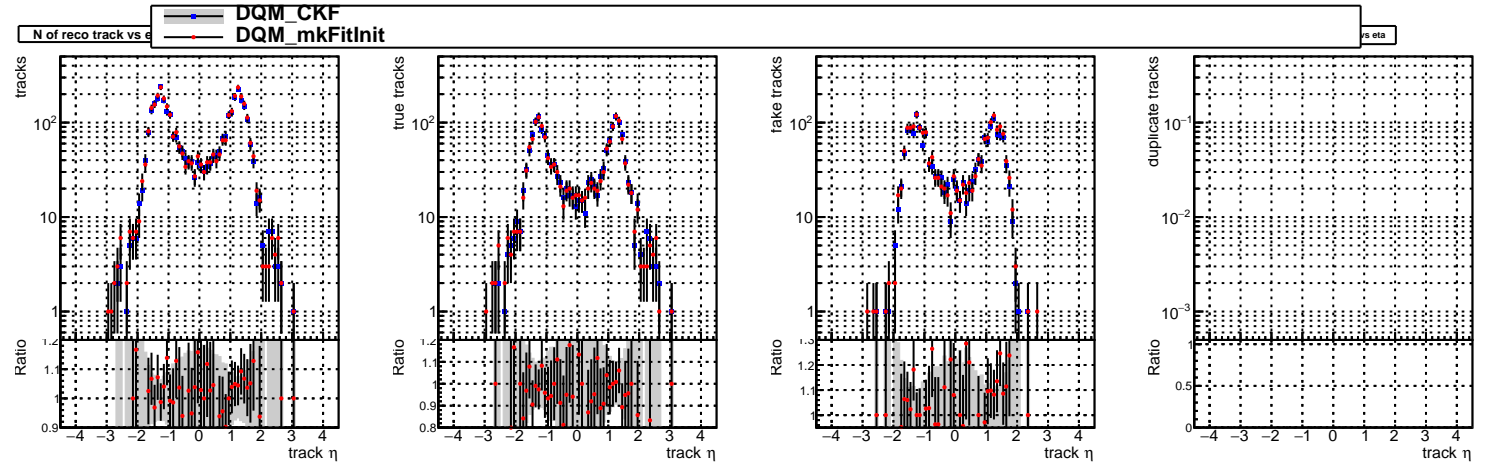 DQM_CKF
DQM_mkFitInit
N of reco track vs e
vs eta
tracks
10²
10
1
Ratio
1.2
1.1
1
0.9
−4 −3 −2 −1 0 1 2 3 4
track η
true tracks
10²
10
1
Ratio
1.2
1.1
1
0.9
0.8
−4 −3 −2 −1 0 1 2 3 4
track η
fake tracks
10²
10
1
Ratio
1.3
1.2
1.1
1
−4 −3 −2 −1 0 1 2 3 4
track η
duplicate tracks
10⁻¹
10⁻²
10⁻³
Ratio
1
0.5
0
−4 −3 −2 −1 0 1 2 3 4
track η